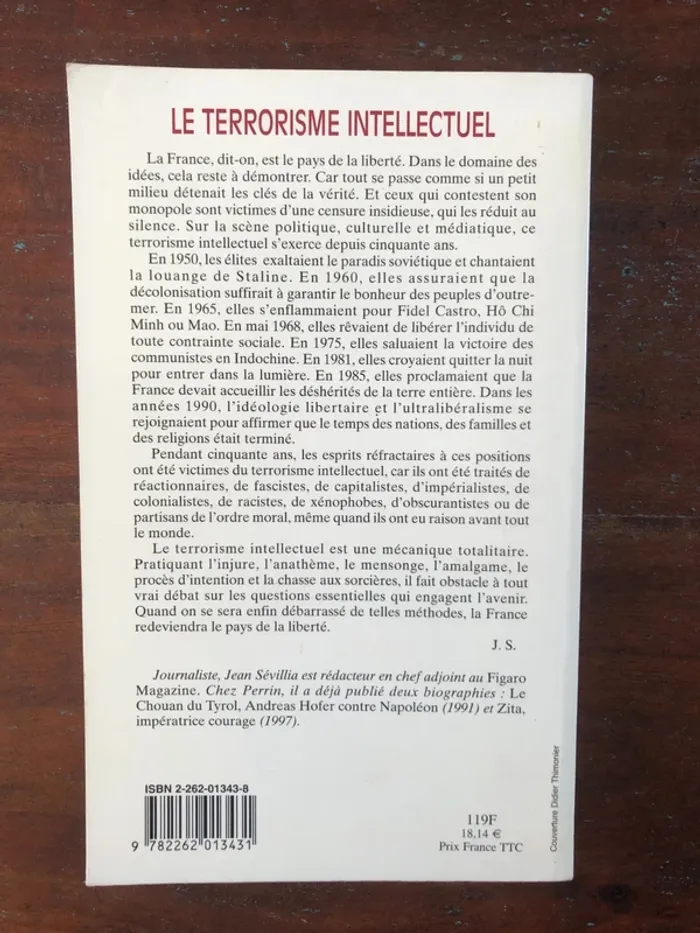 LE TERRORISME INTELLECTUEL
La France, dit-on, est le pays de la liberté. Dans le domaine des
idées, cela reste à démontrer. Car tout se passe comme si un petit
milieu détenait les clés de la vérité. Et ceux qui contestent son
monopole sont victimes d'une censure insidieuse, qui les réduit au
silence. Sur la scène politique, culturelle et médiatique, ce
terrorisme intellectuel s'exerce depuis cinquante ans.
En 1950, les élites exaltaient le paradis soviétique et chantaient
la louange de Staline. En 1960, elles assuraient que la
décolonisation suffirait à garantir le bonheur des peuples d'outre-
mer. En 1965, elles s'enflammaient pour Fidel Castro, Hô Chi
Minh ou Mao. En mai 1968, elles rêvaient de libérer l'individu de
toute contrainte sociale. En 1975, elles saluaient la victoire des
communistes en Indochine. En 1981, elles croyaient quitter la nuit
pour entrer dans la lumière. En 1985, elles proclamaient que la
France devait accueillir les déshérités de la terre entière. Dans les
années 1990, l'idéologie libertaire et l'ultralibéralisme se
rejoignaient pour affirmer que le temps des nations, des familles et
des religions était terminé.
Pendant cinquante ans, les esprits réfractaires à ces positions
ont été victimes du terrorisme intellectuel, car ils ont été traités de
réactionnaires, de fascistes, de capitalistes, d'impérialistes, de
colonialistes, de racistes, de xénophobes, d'obscurantistes ou de
partisans de l'ordre moral, même quand ils ont eu raison avant tout
le monde.
Le terrorisme intellectuel est une mécanique totalitaire.
Pratiquant l'injure, l'anathème, le mensonge, l'amalgame, le
procès d'intention et la chasse aux sorcières, il fait obstacle à tout
vrai débat sur les questions essentielles qui engagent l'avenir.
Quand on se sera enfin débarrassé de telles méthodes, la France
redeviendra le pays de la liberté.
J. S.
Journaliste, Jean Sévillia est rédacteur en chef adjoint au Figaro
Magazine. Chez Perrin, il a déjà publié deux biographies : Le
Chouan du Tyrol, Andreas Hofer contre Napoléon (1991) et Zita,
impératrice courage (1997).
ISBN 2-262-01343-8
9 782262 013431
119F
18,14 €
Prix France TTC
Couverture Didier Thimonier